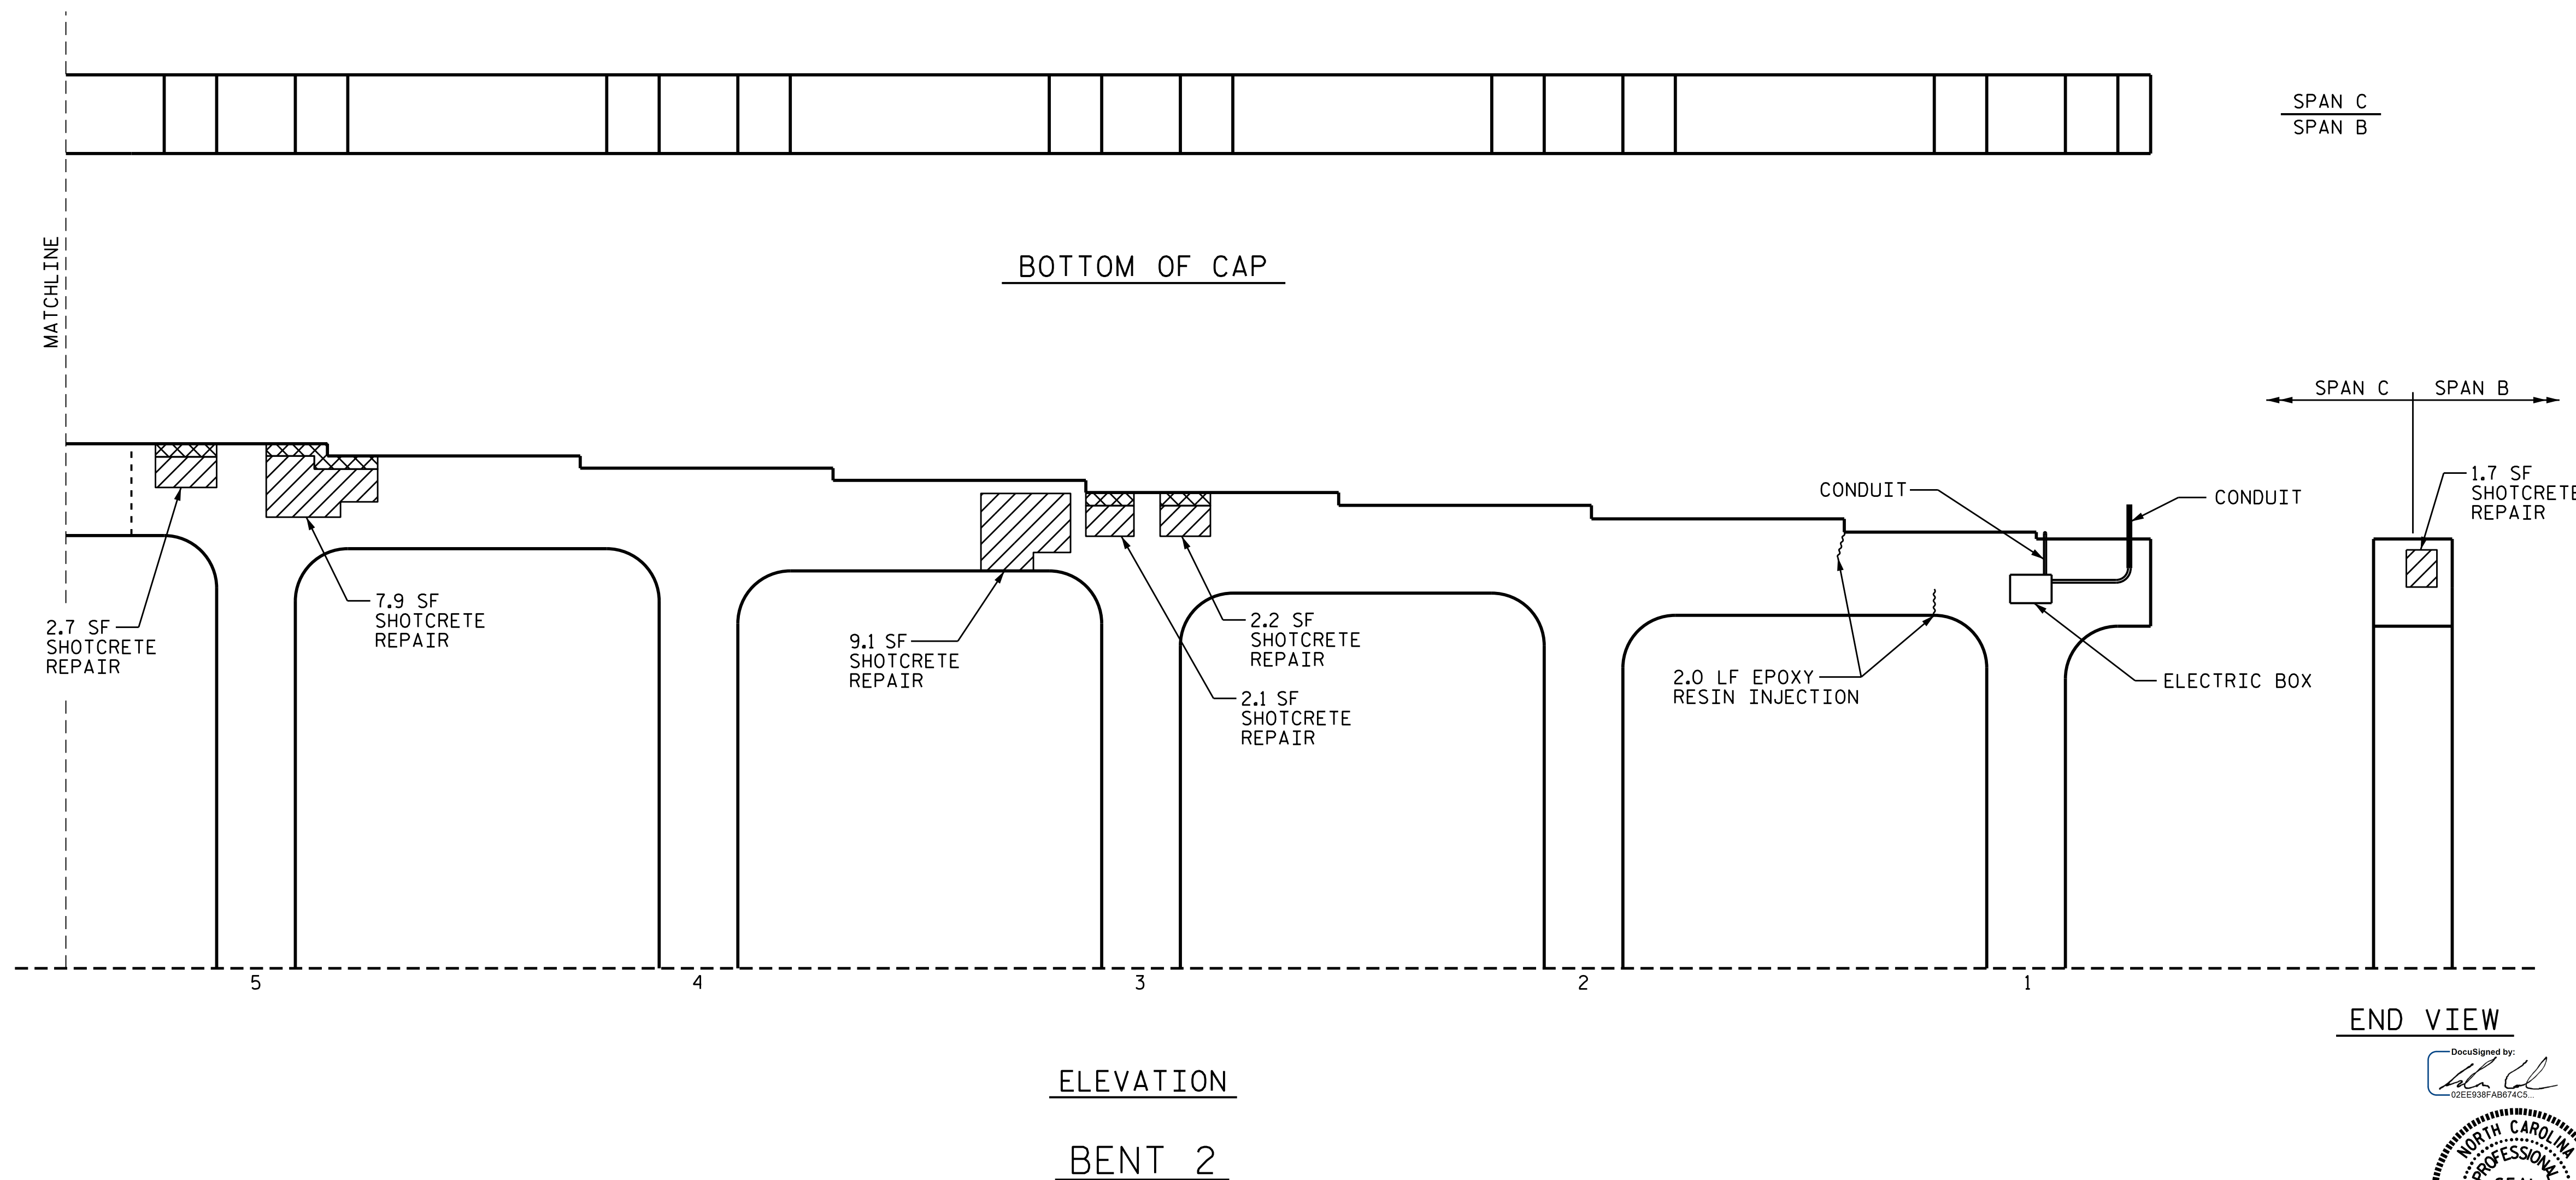 SPAN C
SPAN B
MATCHLINE
BOTTOM OF CAP
SPAN C
SPAN B
1.7 SF
SHOTCRETE
REPAIR
CONDUIT
CONDUIT
2.7 SF
SHOTCRETE
REPAIR
7.9 SF
SHOTCRETE
REPAIR
9.1 SF
SHOTCRETE
REPAIR
2.2 SF
SHOTCRETE
REPAIR
2.1 SF
SHOTCRETE
REPAIR
2.0 LF EPOXY
RESIN INJECTION
ELECTRIC BOX
5
4
3
2
1
END VIEW
ELEVATION
BENT 2
DocuSigned by:
02EE938FAB674C5...
NORTH CAROLINA
PROFESSIONAL